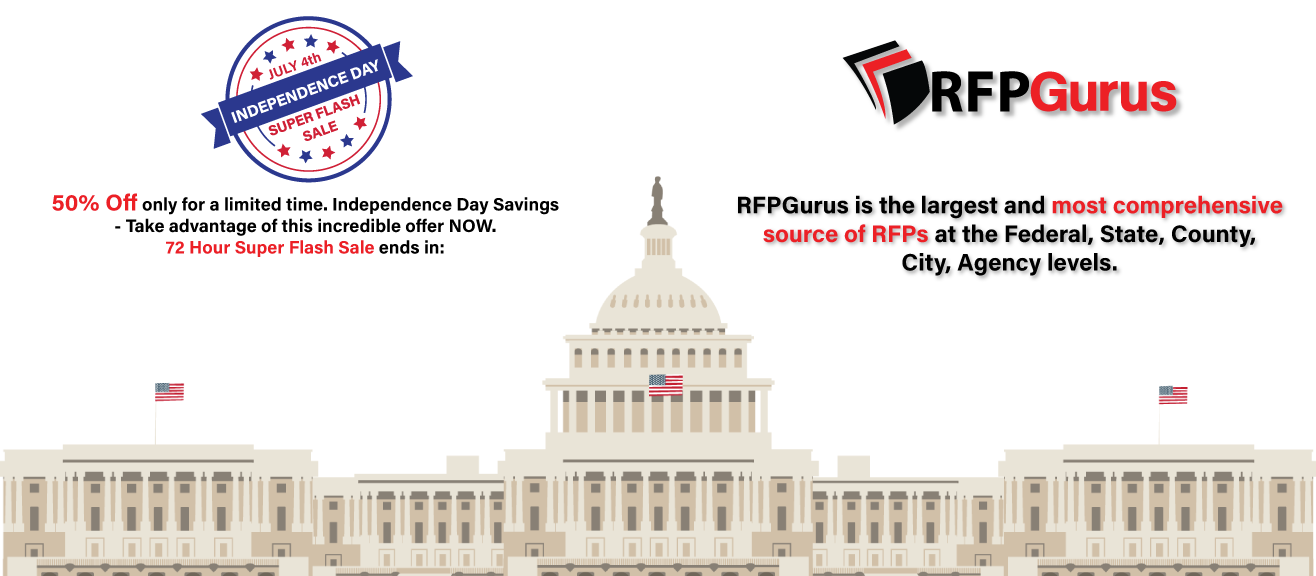 JULY 4th
INDEPENDENCE DAY
SUPER FLASH
SALE
50% Off only for a limited time. Independence Day Savings
- Take advantage of this incredible offer NOW.
72 Hour Super Flash Sale ends in:
RFPGurus
RFPGurus is the largest and most comprehensive
source of RFPs at the Federal, State, County,
City, Agency levels.